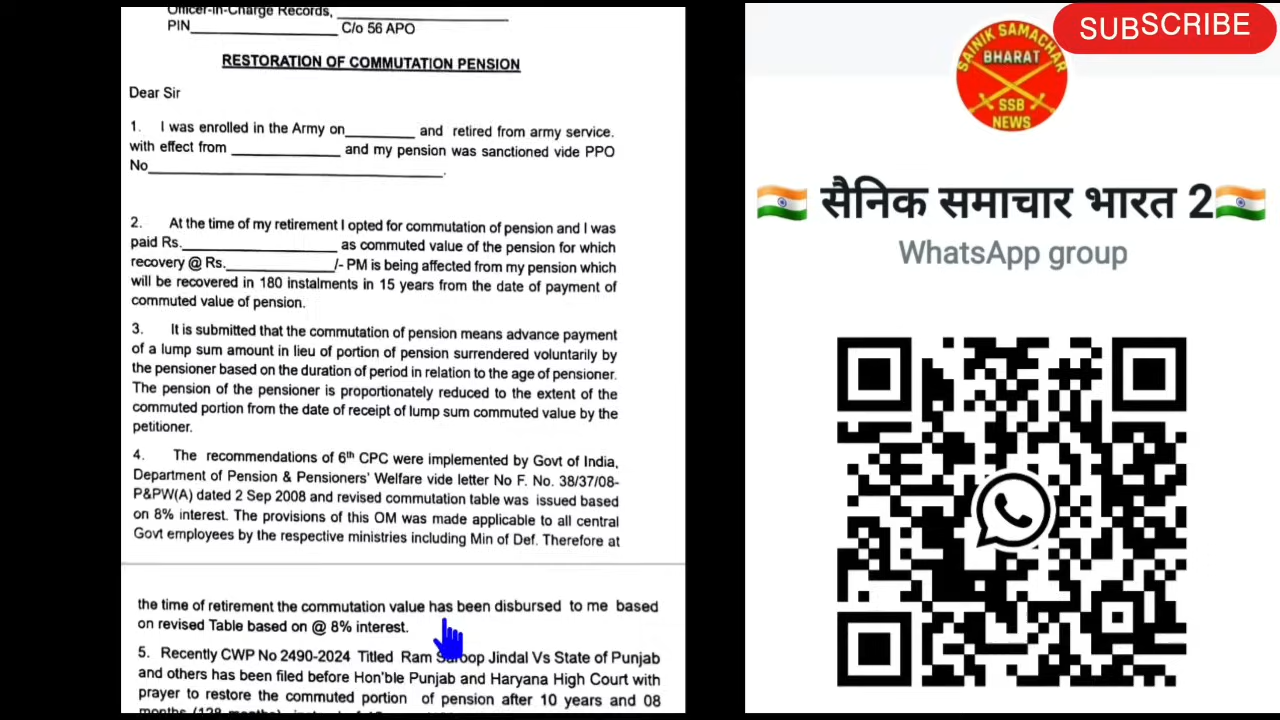 Officer-In-Charge Records, ____________________
PIN____________________ C/o 56 APO
RESTORATION OF COMMUTATION PENSION
Dear Sir
1. I was enrolled in the Army on_________ and retired from army service.
with effect from ______________ and my pension was sanctioned vide PPO
No______________________________________.
2. At the time of my retirement I opted for commutation of pension and I was
paid Rs.____________________ as commuted value of the pension for which
recovery @ Rs.______________/- PM is being affected from my pension which
will be recovered in 180 instalments in 15 years from the date of payment of
commuted value of pension.
3. It is submitted that the commutation of pension means advance payment
of a lump sum amount in lieu of portion of pension surrendered voluntarily by
the pensioner based on the duration of period in relation to the age of pensioner.
The pension of the pensioner is proportionately reduced to the extent of the
commuted portion from the date of receipt of lump sum commuted value by the
petitioner.
4. The recommendations of 6th CPC were implemented by Govt of India,
Department of Pension & Pensioners' Welfare vide letter No F. No. 38/37/08-
P&PW(A) dated 2 Sep 2008 and revised commutation table was issued based
on 8% interest. The provisions of this OM was made applicable to all central
Govt employees by the respective ministries including Min of Def. Therefore at
the time of retirement the commutation value has been disbursed to me based
on revised Table based on @ 8% interest.
5. Recently CWP No 2490-2024 Titled Ram Saroop Jindal Vs State of Punjab
and others has been filed before Hon'ble Punjab and Haryana High Court with
prayer to restore the commuted portion of pension after 10 years and 08
months (128 months)
SUBSCRIBE
SAINIK SAMACHAR
BHARAT
SSB
NEWS
🇮🇳 सैनिक समाचार भारत 2🇮🇳
WhatsApp group